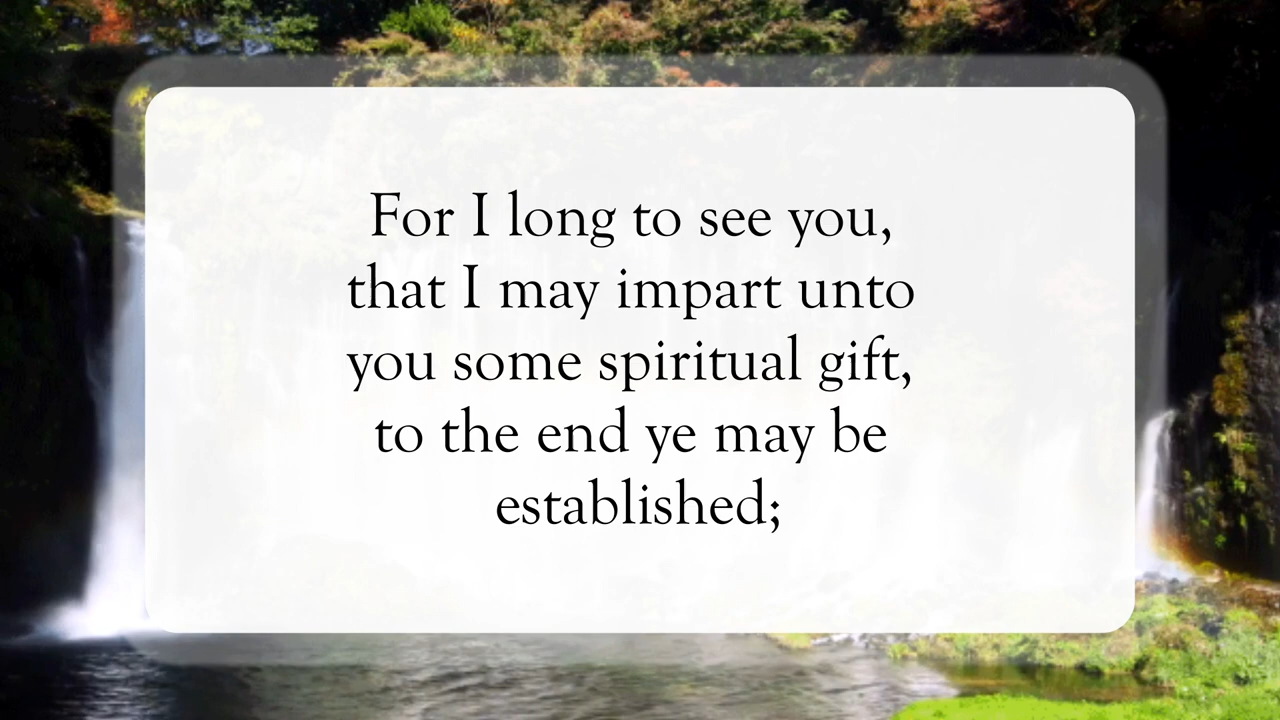 For I long to see you,
that I may impart unto
you some spiritual gift,
to the end ye may be
established;